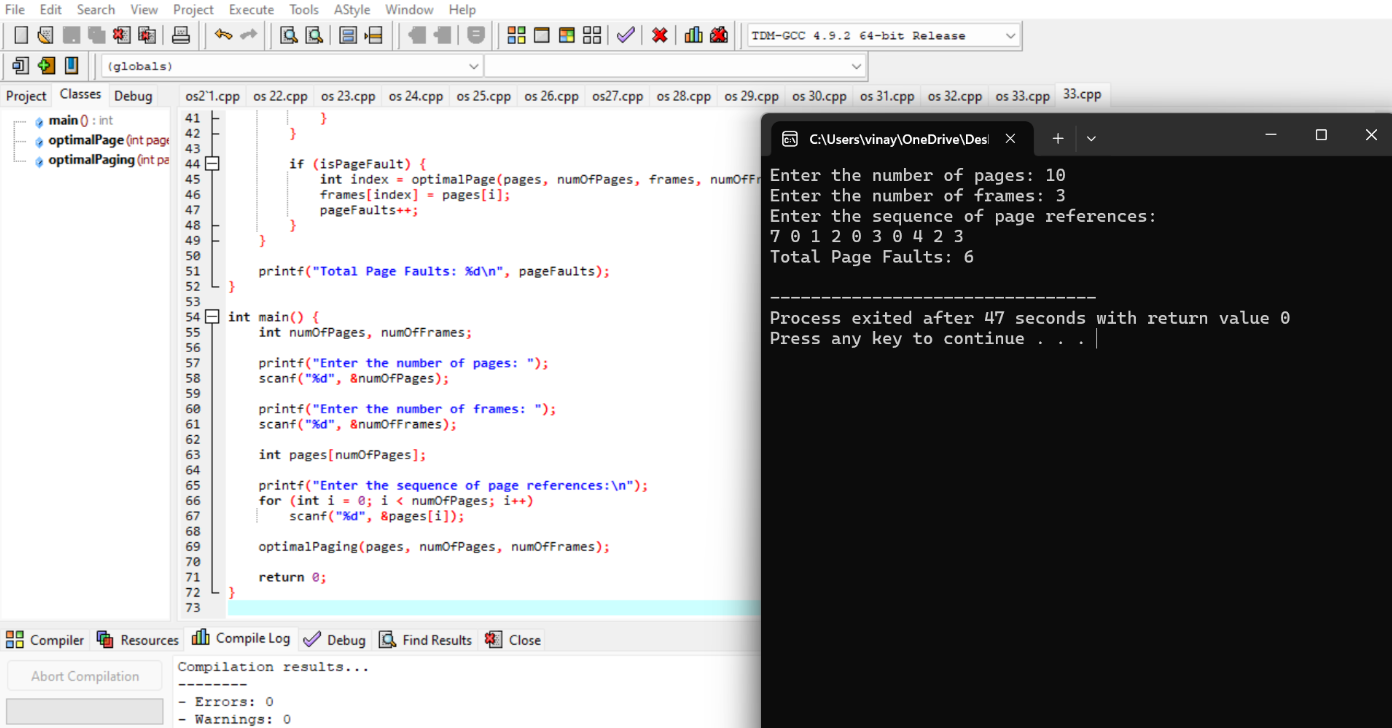 File Edit Search View Project Execute Tools AStyle Window Help
TDM-GCC 4.9.2 64-bit Release
(globals)
Project Classes Debug
os2 1.cpp os 22.cpp os 23.cpp os 24.cpp os 25.cpp os 26.cpp os27.cpp os 28.cpp os 29.cpp os 30.cpp os 31.cpp os 32.cpp os 33.cpp 33.cpp
main () : int
optimalPage (int page
optimalPaging (int pa
41 }
42 }
43
44 if (isPageFault) {
45 int index = optimalPage(pages, numOfPages, frames, numOfFr
46 frames[index] = pages[i];
47 pageFaults++;
48 }
49 }
50
51 printf("Total Page Faults: %d\n", pageFaults);
52 }
53
54 int main() {
55 int numOfPages, numOfFrames;
56
57 printf("Enter the number of pages: ");
58 scanf("%d", &numOfPages);
59
60 printf("Enter the number of frames: ");
61 scanf("%d", &numOfFrames);
62
63 int pages[numOfPages];
64
65 printf("Enter the sequence of page references:\n");
66 for (int i = 0; i < numOfPages; i++)
67 scanf("%d", &pages[i]);
68
69 optimalPaging(pages, numOfPages, numOfFrames);
70
71 return 0;
72 }
73
C:\Users\vinay\OneDrive\Des
Enter the number of pages: 10
Enter the number of frames: 3
Enter the sequence of page references:
7 0 1 2 0 3 0 4 2 3
Total Page Faults: 6
--------------------------------
Process exited after 47 seconds with return value 0
Press any key to continue . . .
Compiler Resources Compile Log Debug Find Results Close
Abort Compilation
Compilation results...
--------
- Errors: 0
- Warnings: 0